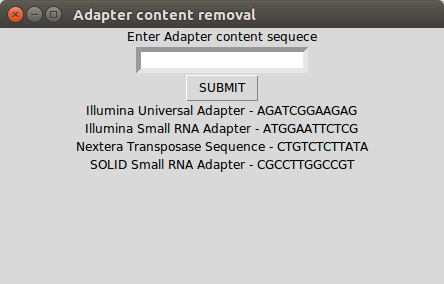 Adapter content removal
Enter Adapter content sequece
SUBMIT
Illumina Universal Adapter - AGATCGGAAGAG
Illumina Small RNA Adapter - ATGGAATTCTCG
Nextera Transposase Sequence - CTGTCTCTTATA
SOLID Small RNA Adapter - CGCCTTGGCCGT